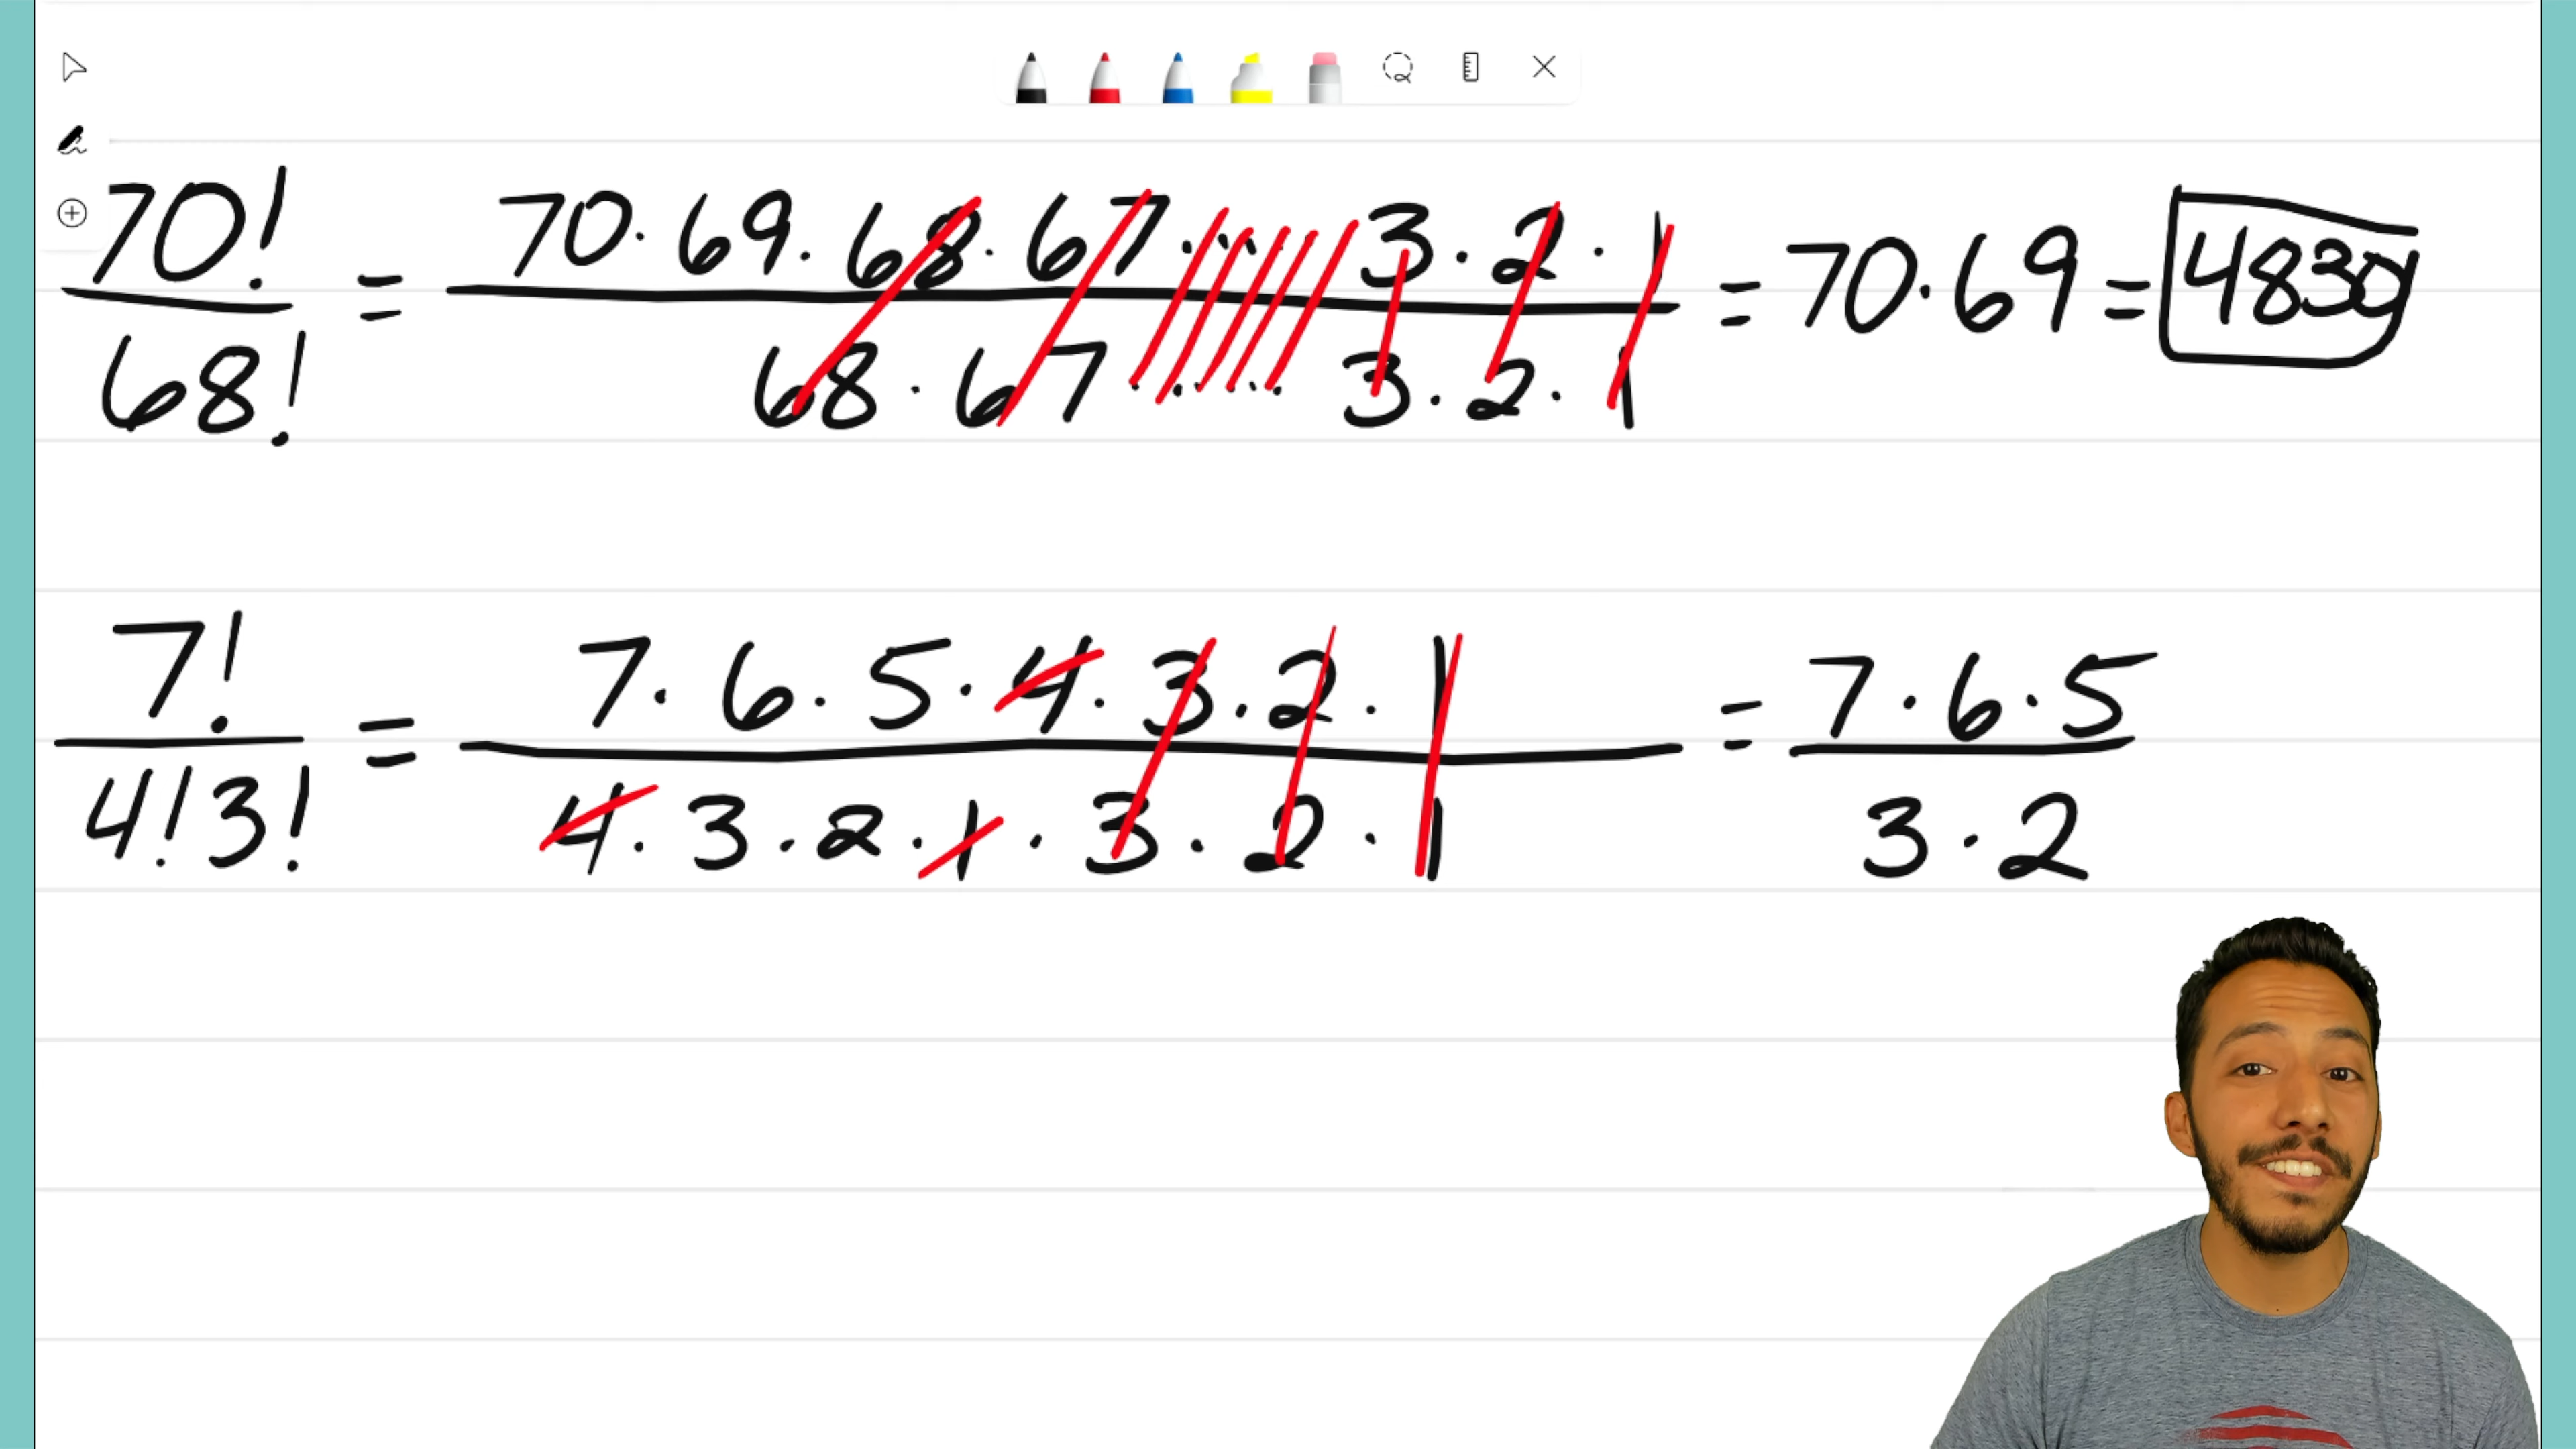 70!/68! = 70·69·68·67·....·3·2·1 / 68·67......3·2·1 = 70·69 = 4830
7!/4!3! = 7·6·5·4·3·2·1 / 4·3·2·1·3·2·1 = 7·6·5 / 3·2